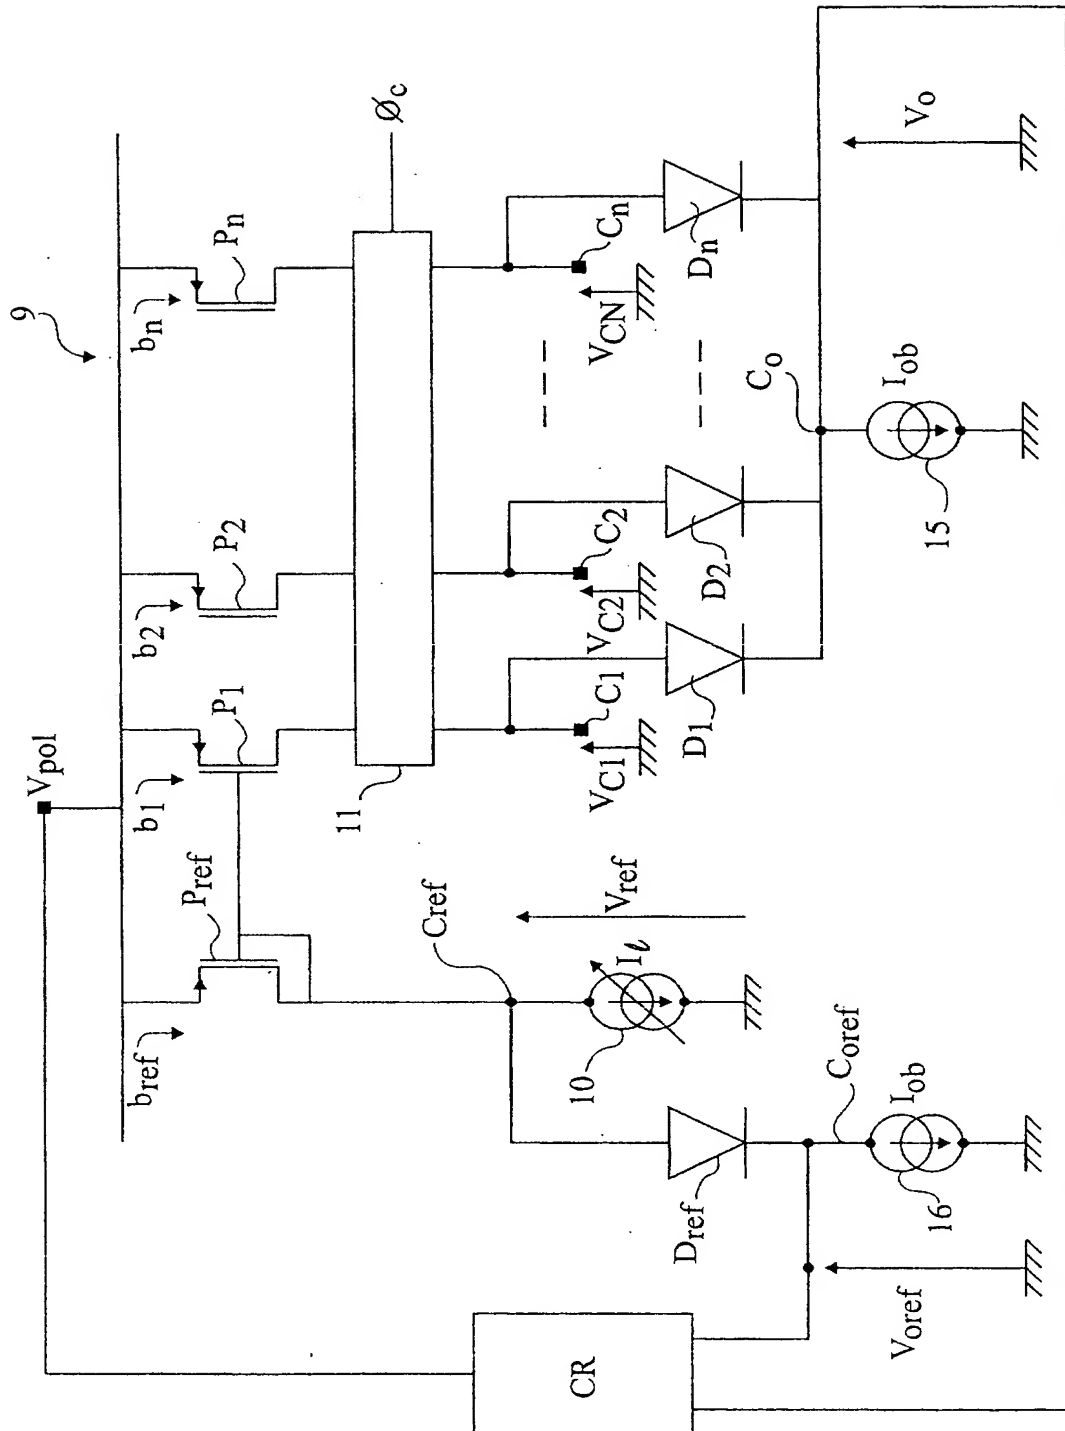 9
Vpol
bref
Pref
b1
P1
b2
P2
bn
Pn
11
Øc
Cref
Vref
10
Iℓ
VC1
C1
VC2
C2
VCN
Cn
Dref
D1
D2
Dn
Co
Vo
15
Iob
CR
Coref
16
Iob
Voref